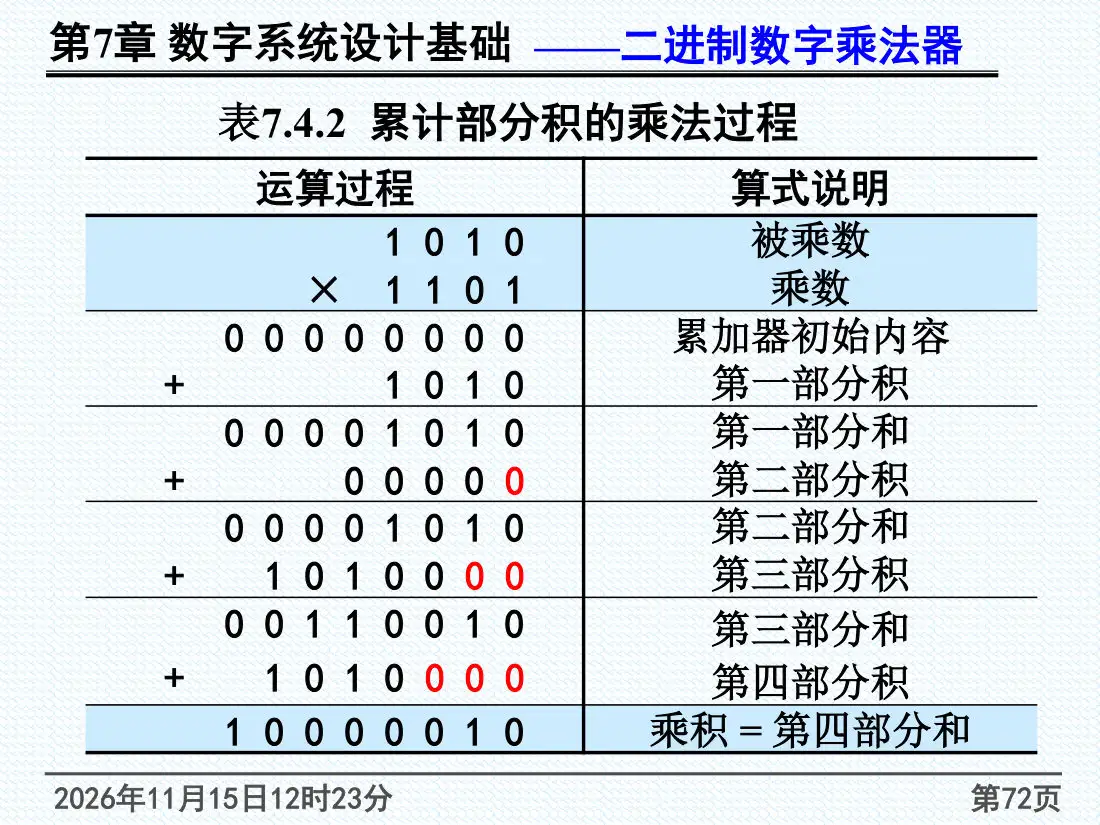 第7章 数字系统设计基础 ——二进制数字乘法器
表7.4.2 累计部分积的乘法过程
运算过程 算式说明
1 0 1 0 被乘数
× 1 1 0 1 乘数
0 0 0 0 0 0 0 0 累加器初始内容
+ 1 0 1 0 第一部分积
0 0 0 0 1 0 1 0 第一部分和
+ 0 0 0 0 0 第二部分积
0 0 0 0 1 0 1 0 第二部分和
+ 1 0 1 0 0 0 0 第三部分积
0 0 1 1 0 0 1 0 第三部分和
+ 1 0 1 0 0 0 0 第四部分积
1 0 0 0 0 0 1 0 乘积 = 第四部分和
2026年11月15日12时23分 第72页